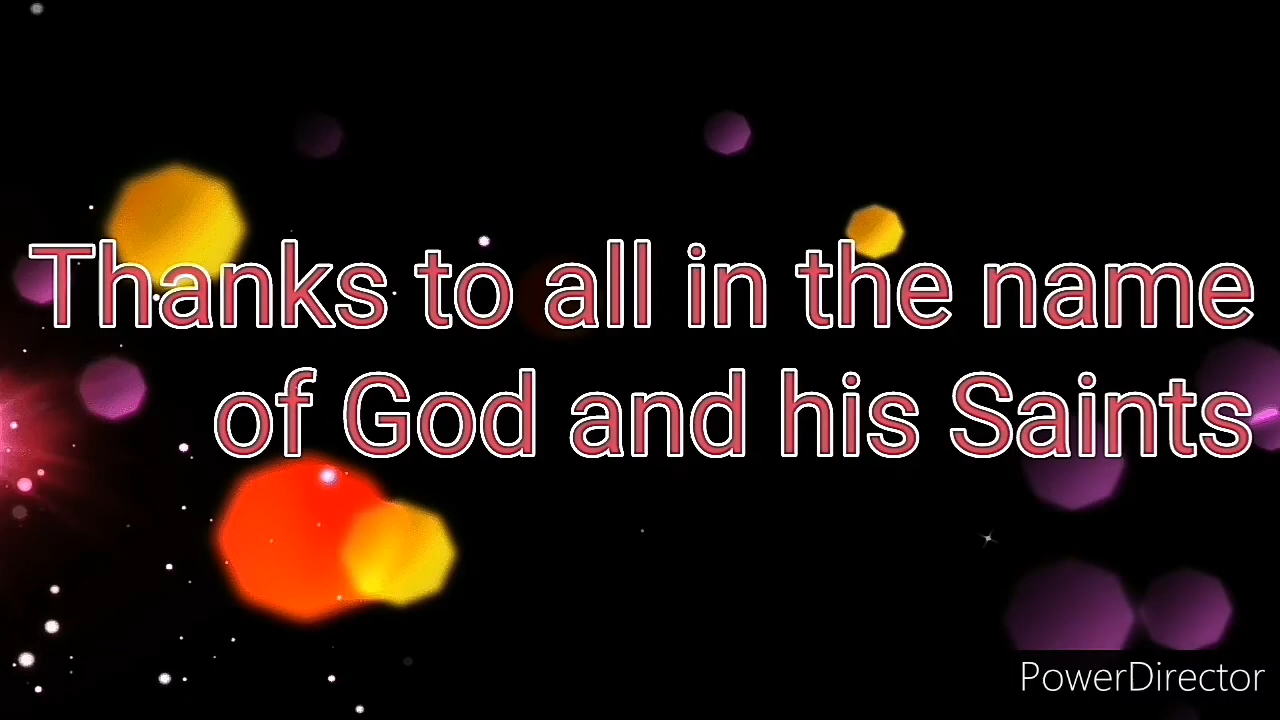 Thanks to all in the name
of God and his Saints
PowerDirector